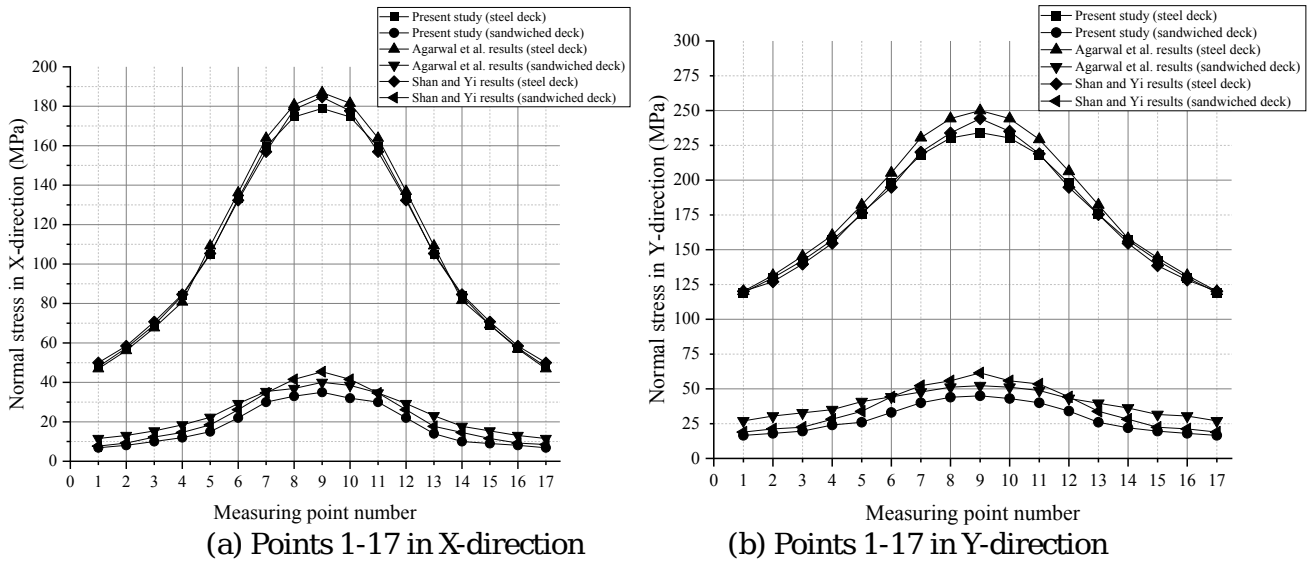 Present study (steel deck)
Present study (sandwiched deck)
Agarwal et al. results (steel deck)
Agarwal et al. results (sandwiched deck)
Shan and Yi results (steel deck)
Shan and Yi results (sandwiched deck)
200
180
160
140
120
100
80
60
40
20
0
Normal stress in X-direction (MPa)
0 1 2 3 4 5 6 7 8 9 10 11 12 13 14 15 16 17
Measuring point number
(a) Points 1-17 in X-direction
Present study (steel deck)
Present study (sandwiched deck)
Agarwal et al. results (steel deck)
Agarwal et al. results (sandwiched deck)
Shan and Yi results (steel deck)
Shan and Yi results (sandwiched deck)
300
275
250
225
200
175
150
125
100
75
50
25
0
Normal stress in Y-direction (MPa)
0 1 2 3 4 5 6 7 8 9 10 11 12 13 14 15 16 17
Measuring point number
(b) Points 1-17 in Y-direction